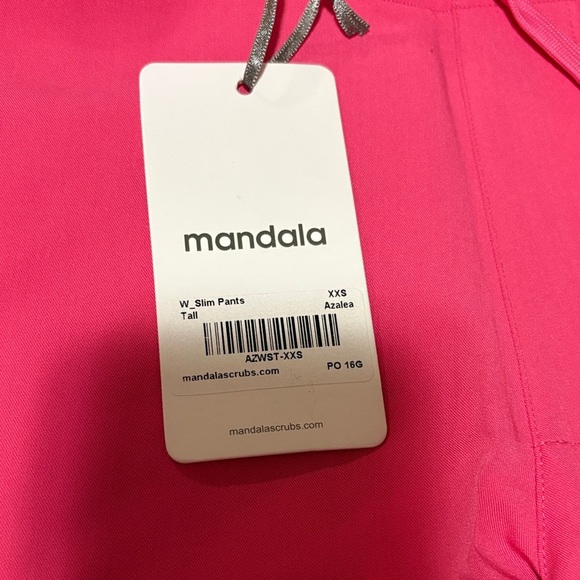 mandala
W_Slim Pants XXS
Tall Azalea
AZWST-XXS
mandalascrubs.com PO 16G
mandalascrubs.com